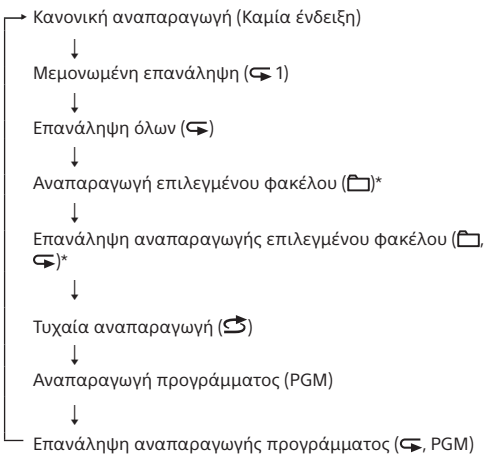 Κανονική αναπαραγωγή (Καμία ένδειξη)
Μεμονωμένη επανάληψη (1)
Επανάληψη όλων ()
Αναπαραγωγή επιλεγμένου φακέλου ()*
Επανάληψη αναπαραγωγής επιλεγμένου φακέλου (,
)*
Τυχαία αναπαραγωγή ()
Αναπαραγωγή προγράμματος (PGM)
Επανάληψη αναπαραγωγής προγράμματος (, PGM)